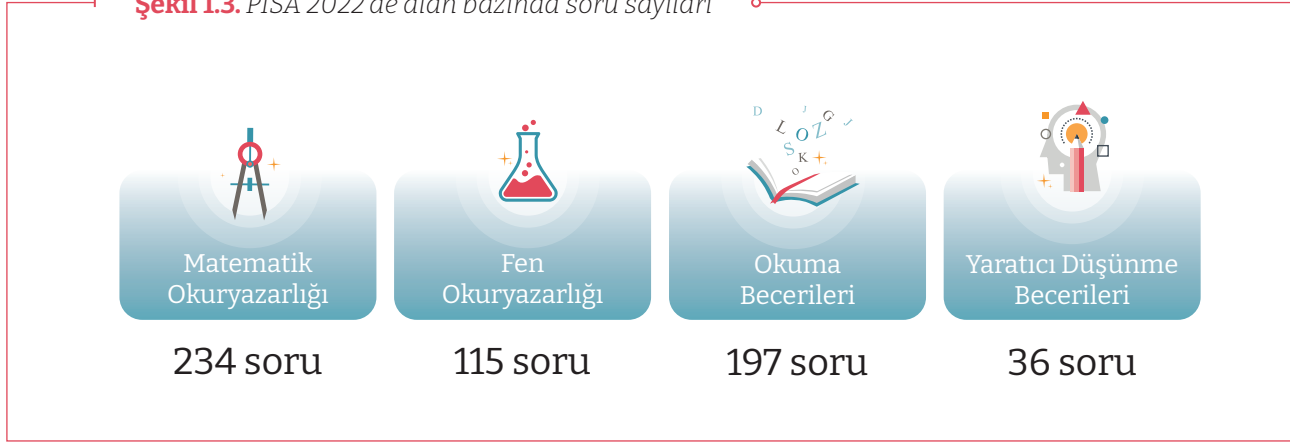 Şekil 1.3. PISA 2022'de alan bazında soru sayıları
D J G J
L O Z
S K
O
Matematik
Okuryazarlığı
Fen
Okuryazarlığı
Okuma
Becerileri
Yaratıcı Düşünme
Becerileri
234 soru
115 soru
197 soru
36 soru